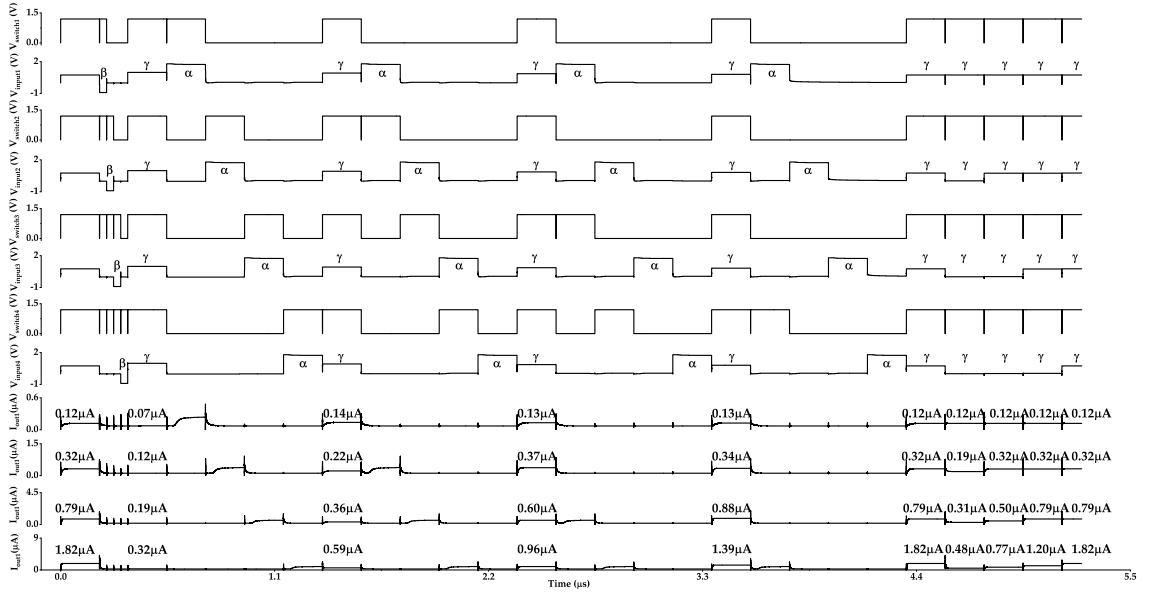 V_switch1 (V) 1.5 0.0
V_input1 (V) 2 -1 β γ α γ α γ α γ α γ γ γ γ γ
V_switch2 (V) 1.5 0.0
V_input2 (V) 2 -1 β γ α γ α γ α γ α γ γ γ γ γ
V_switch3 (V) 1.5 0.0
V_input3 (V) 2 -1 β γ α γ α γ α γ α γ γ γ γ γ
V_switch4 (V) 1.5 0.0
V_input4 (V) 2 -1 β γ α γ α γ α γ α γ γ γ γ γ
I_out1(μA) 0.6 0.0 0.12μA 0.07μA 0.14μA 0.13μA 0.13μA 0.12μA 0.12μA 0.12μA 0.12μA 0.12μA
I_out1(μA) 1.5 0.0 0.32μA 0.12μA 0.22μA 0.37μA 0.34μA 0.32μA 0.19μA 0.32μA 0.32μA 0.32μA
I_out1(μA) 4.5 0.0 0.79μA 0.19μA 0.36μA 0.60μA 0.88μA 0.79μA 0.31μA 0.50μA 0.79μA 0.79μA
I_out1(μA) 9 0 1.82μA 0.32μA 0.59μA 0.96μA 1.39μA 1.82μA 0.48μA 0.77μA 1.20μA 1.82μA
0.0 1.1 2.2 3.3 4.4 5.5
Time (μs)